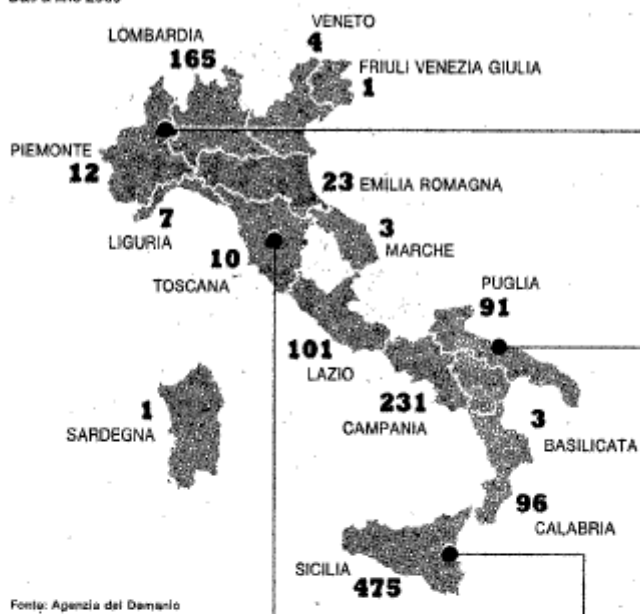 VENETO
4
LOMBARDIA
165
FRIULI VENEZIA GIULIA
1
PIEMONTE
12
23 EMILIA ROMAGNA
7
LIGURIA
3
MARCHE
10
TOSCANA
PUGLIA
91
101
LAZIO
231
CAMPANIA
1
SARDEGNA
3
BASILICATA
96
CALABRIA
SICILIA
475
Fonte: Agenzia del Demanio